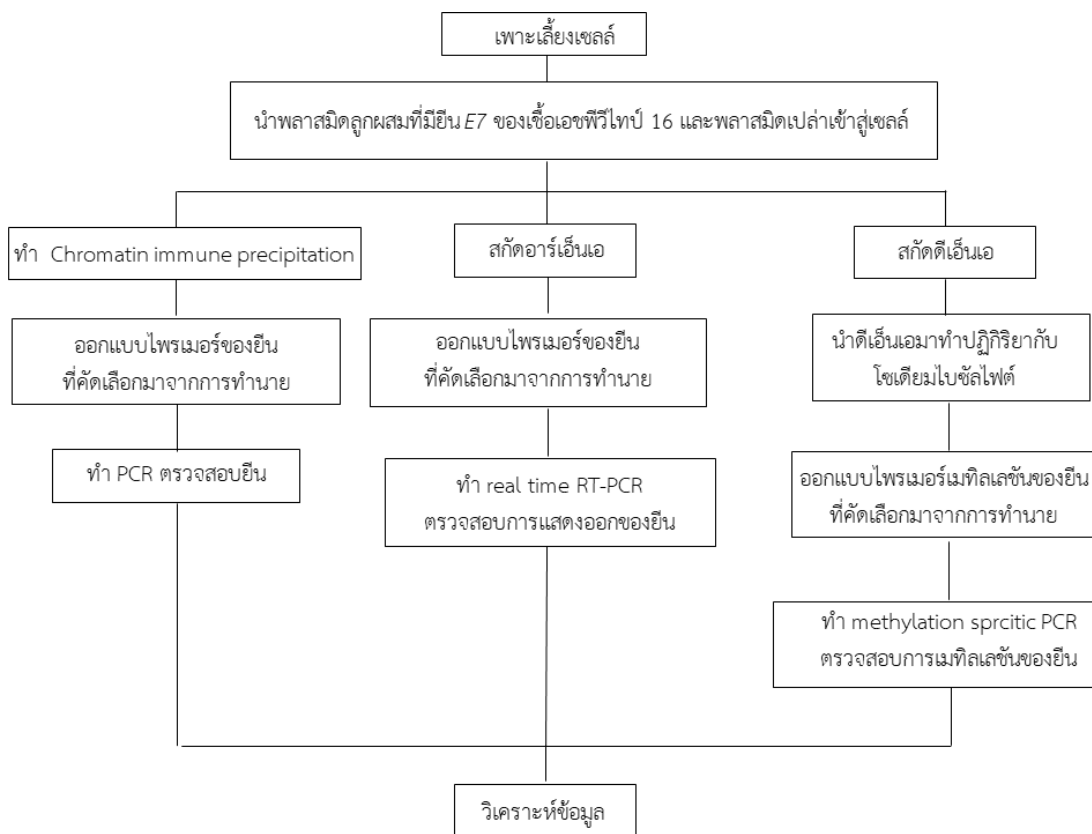 เพาะเลี้ยงเซลล์
นำพลาสมิดลูกผสมที่มียีน E7 ของเชื้อเอชพีวีไทป์ 16 และพลาสมิดเปล่าเข้าสู่เซลล์
ทำ Chromatin immune precipitation
ออกแบบไพรเมอร์ของยีน
ที่คัดเลือกมาจากการทำนาย
ทำ PCR ตรวจสอบยีน
สกัดอาร์เอ็นเอ
ออกแบบไพรเมอร์ของยีน
ที่คัดเลือกมาจากการทำนาย
ทำ real time RT-PCR
ตรวจสอบการแสดงออกของยีน
สกัดดีเอ็นเอ
นำดีเอ็นเอมาทำปฏิกิริยากับ
โซเดียมไบซัลไฟต์
ออกแบบไพรเมอร์เมทิลเลชันของยีน
ที่คัดเลือกมาจากการทำนาย
ทำ methylation sprcitic PCR
ตรวจสอบการเมทิลเลชันของยีน
วิเคราะห์ข้อมูล